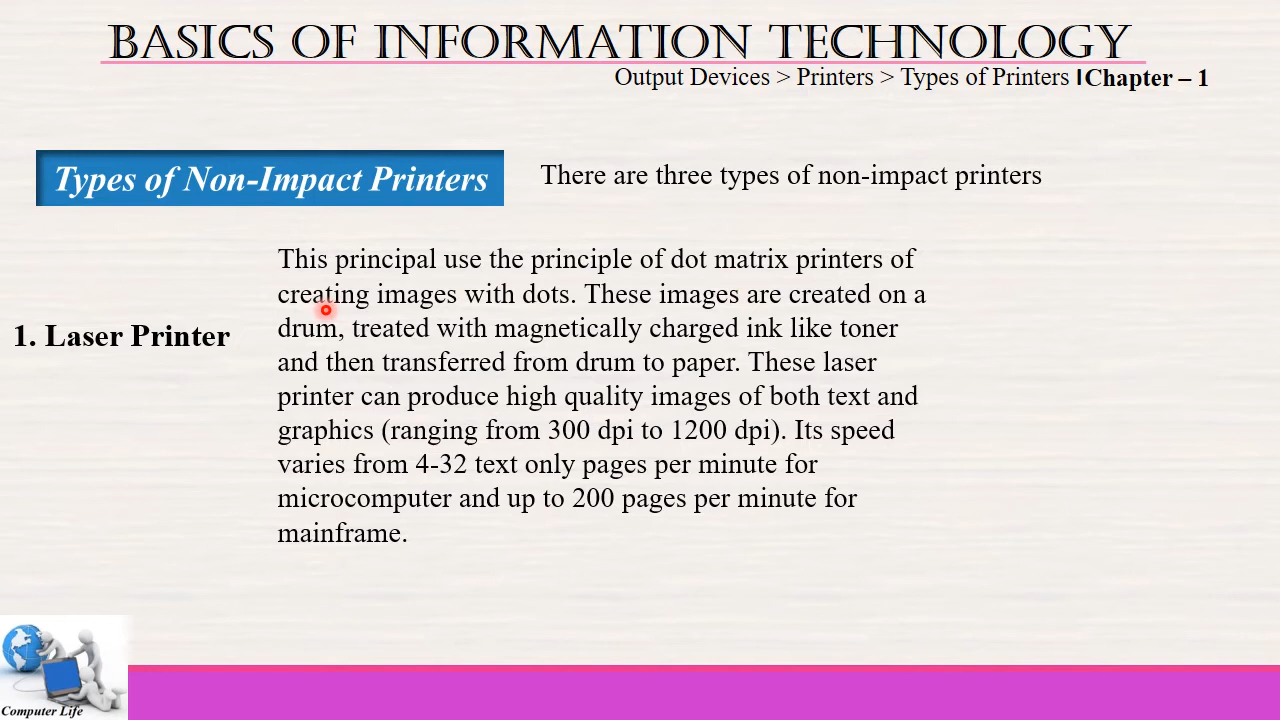 BASICS OF INFORMATION TECHNOLOGY
Output Devices > Printers > Types of Printers |Chapter – 1
Types of Non-Impact Printers
There are three types of non-impact printers
1. Laser Printer
This principal use the principle of dot matrix printers of
creating images with dots. These images are created on a
drum, treated with magnetically charged ink like toner
and then transferred from drum to paper. These laser
printer can produce high quality images of both text and
graphics (ranging from 300 dpi to 1200 dpi). Its speed
varies from 4-32 text only pages per minute for
microcomputer and up to 200 pages per minute for
mainframe.
Computer Life